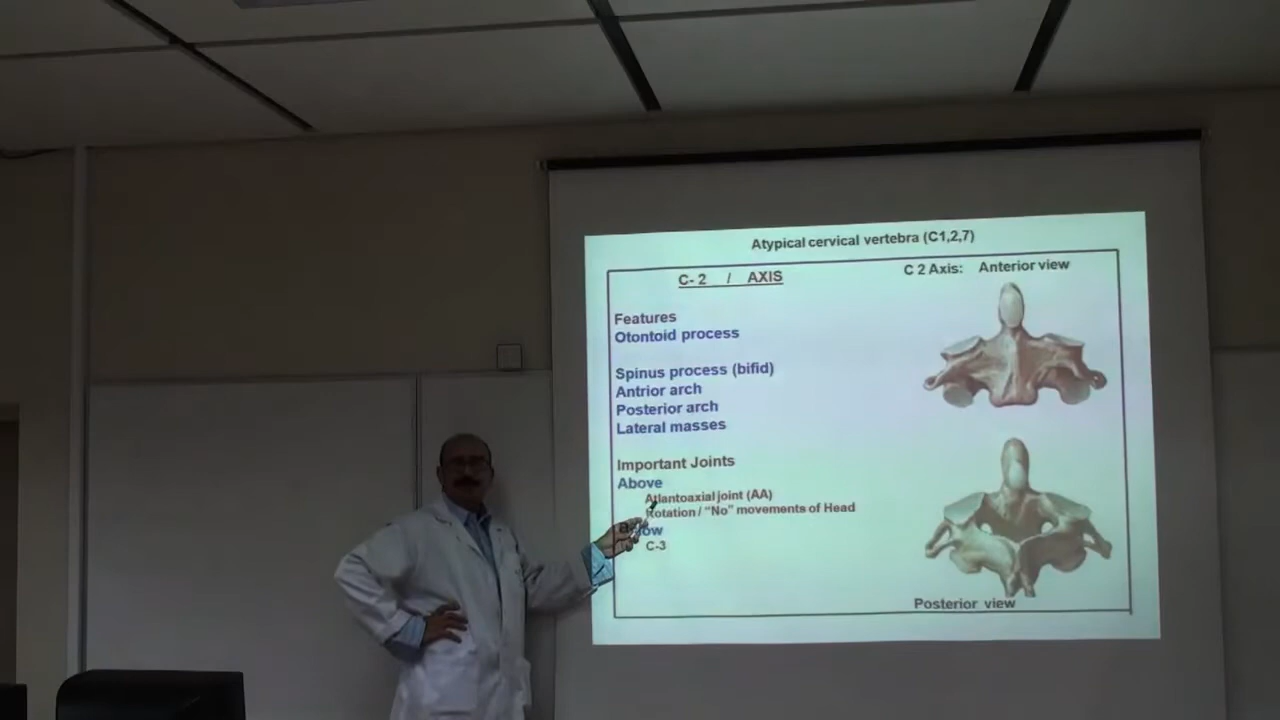 Atypical cervical vertebra (C1,2,7)
C- 2 / AXIS
C 2 Axis: Anterior view
Features
Otontoid process
Spinus process (bifid)
Antrior arch
Posterior arch
Lateral masses
Important Joints
Above
Atlantoaxial joint (AA)
Rotation / “No” movements of Head
C-3
Posterior view